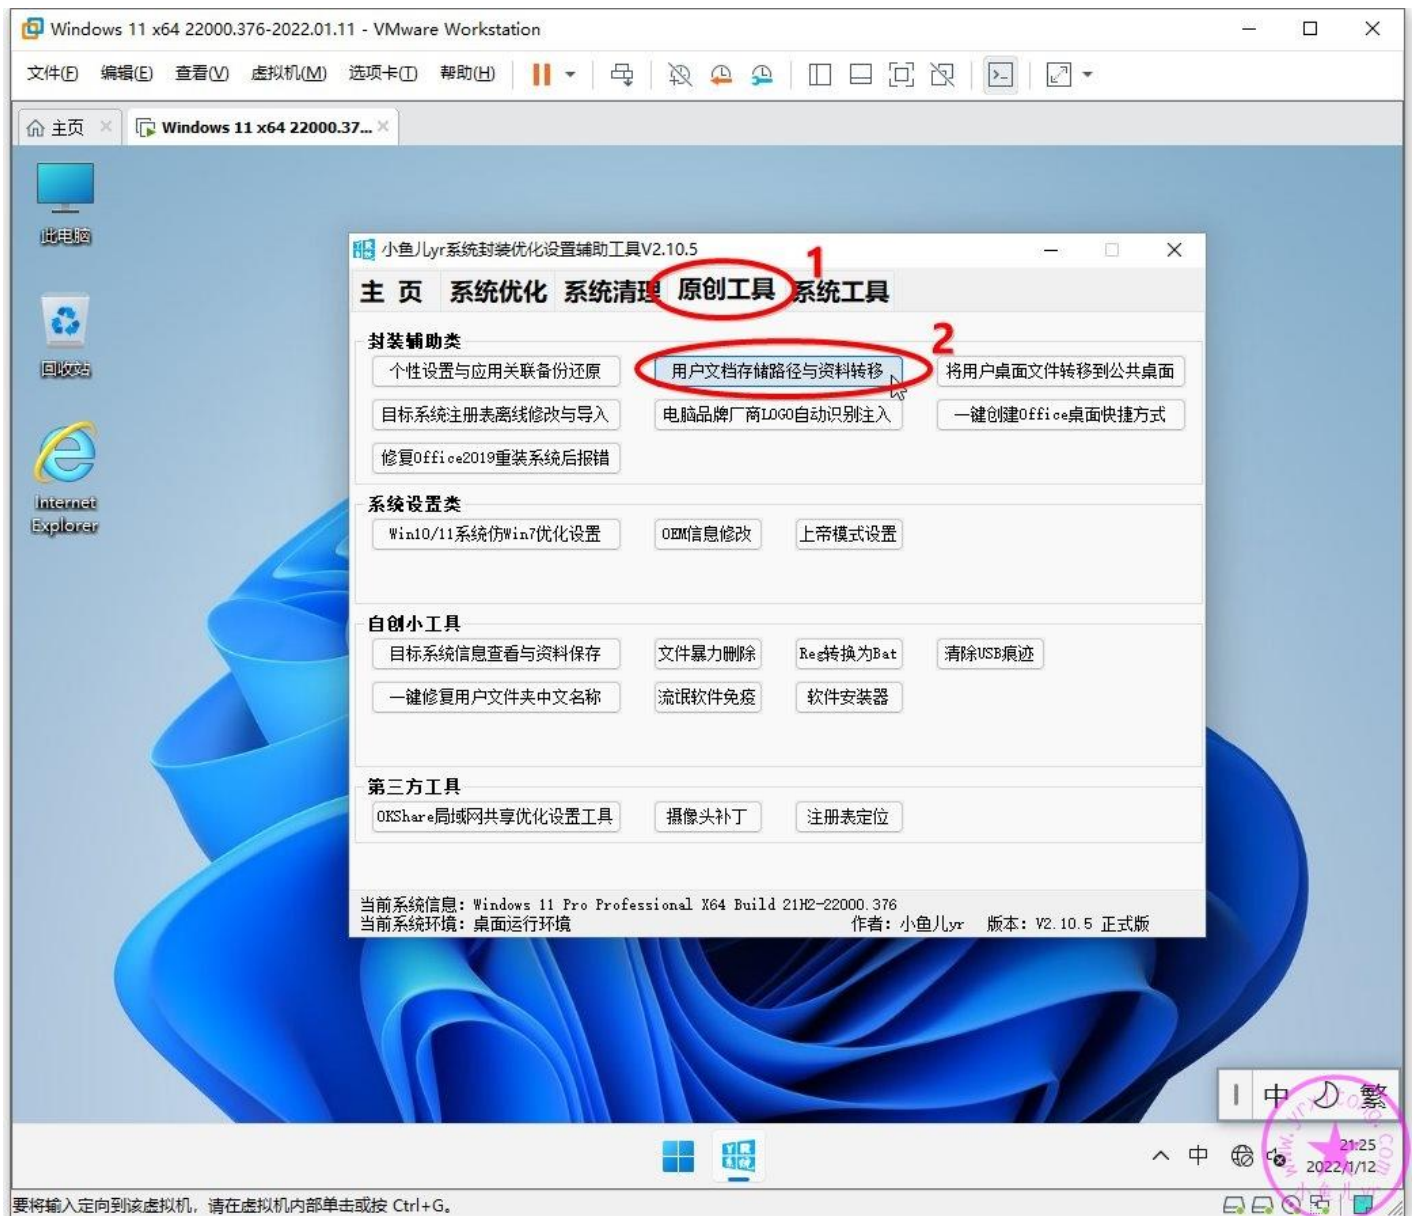 Windows 11 x64 22000.376-2022.01.11 - VMware Workstation
文件(F) 编辑(E) 查看(V) 虚拟机(M) 选项卡(T) 帮助(H)
主页 Windows 11 x64 22000.37...
此电脑
回收站
Internet
Explorer
小鱼儿yr系统封装优化设置辅助工具V2.10.5
1
主 页 系统优化 系统清理 原创工具 系统工具
2
封装辅助类
个性设置与应用关联备份还原 用户文档存储路径与资料转移 将用户桌面文件转移到公共桌面
目标系统注册表离线修改与导入 电脑品牌厂商LOGO自动识别注入 一键创建Office桌面快捷方式
修复Office2019重装系统后报错
系统设置类
Win10/11系统仿Win7优化设置 OEM信息修改 上帝模式设置
自创小工具
目标系统信息查看与资料保存 文件暴力删除 Reg转换为Bat 清除USB痕迹
一键修复用户文件夹中文名称 流氓软件免疫 软件安装器
第三方工具
OKShare局域网共享优化设置工具 摄像头补丁 注册表定位
当前系统信息：Windows 11 Pro Professional X64 Build 21H2-22000.376
当前系统环境：桌面运行环境 作者：小鱼儿yr 版本：V2.10.5 正式版
中 繁
YR
系统
中
21:25
2022/1/12
www.yrxitong.com
小鱼儿yr
要将输入定向到该虚拟机，请在虚拟机内部单击或按 Ctrl+G。